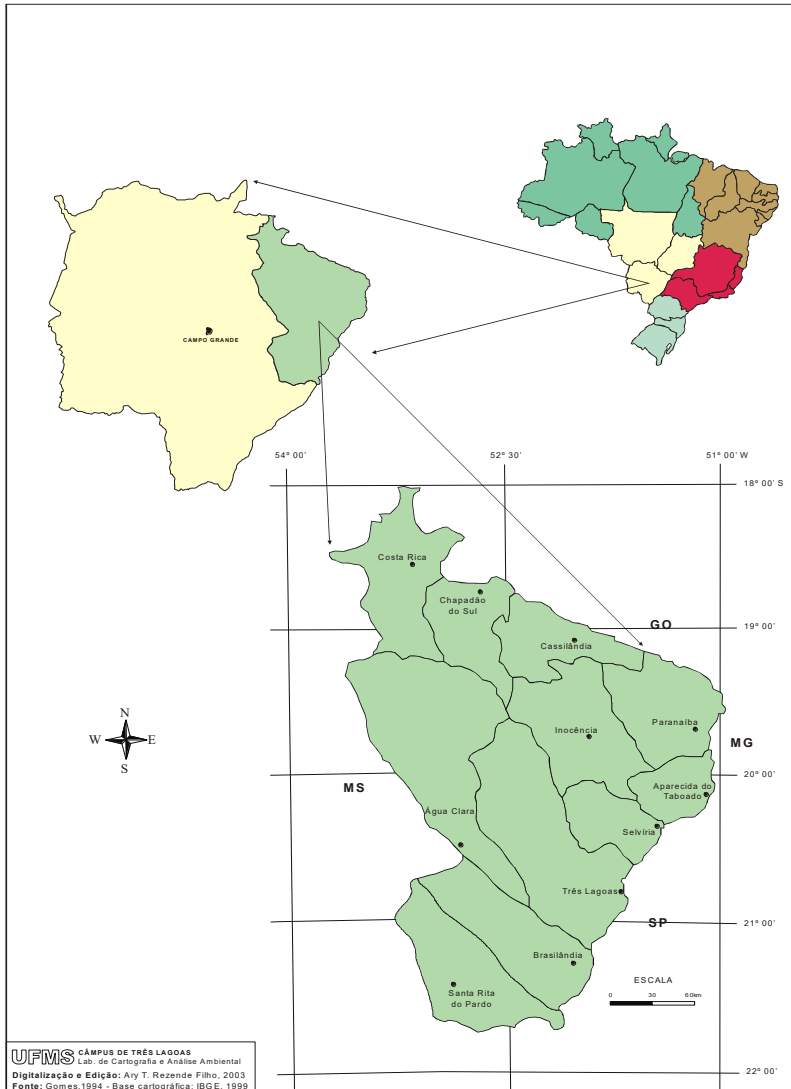 CAMPO GRANDE
54° 00'
52° 30'
51° 00' W
18° 00' S
Costa Rica
Chapadão
do Sul
GO
19° 00'
Cassilândia
Paranaíba
Inocência
MG
N
W
E
S
20° 00'
MS
Aparecida do
Taboado
Água Clara
Selvíria
Três Lagoas
SP
21° 00'
Brasilândia
ESCALA
0 30 60km
Santa Rita
do Pardo
22° 00'
UFMS CÂMPUS DE TRÊS LAGOAS
Lab. de Cartografia e Análise Ambiental
Digitalização e Edição: Ary T. Rezende Filho, 2003
Fonte: Gomes,1994 - Base cartográfica: IBGE, 1999